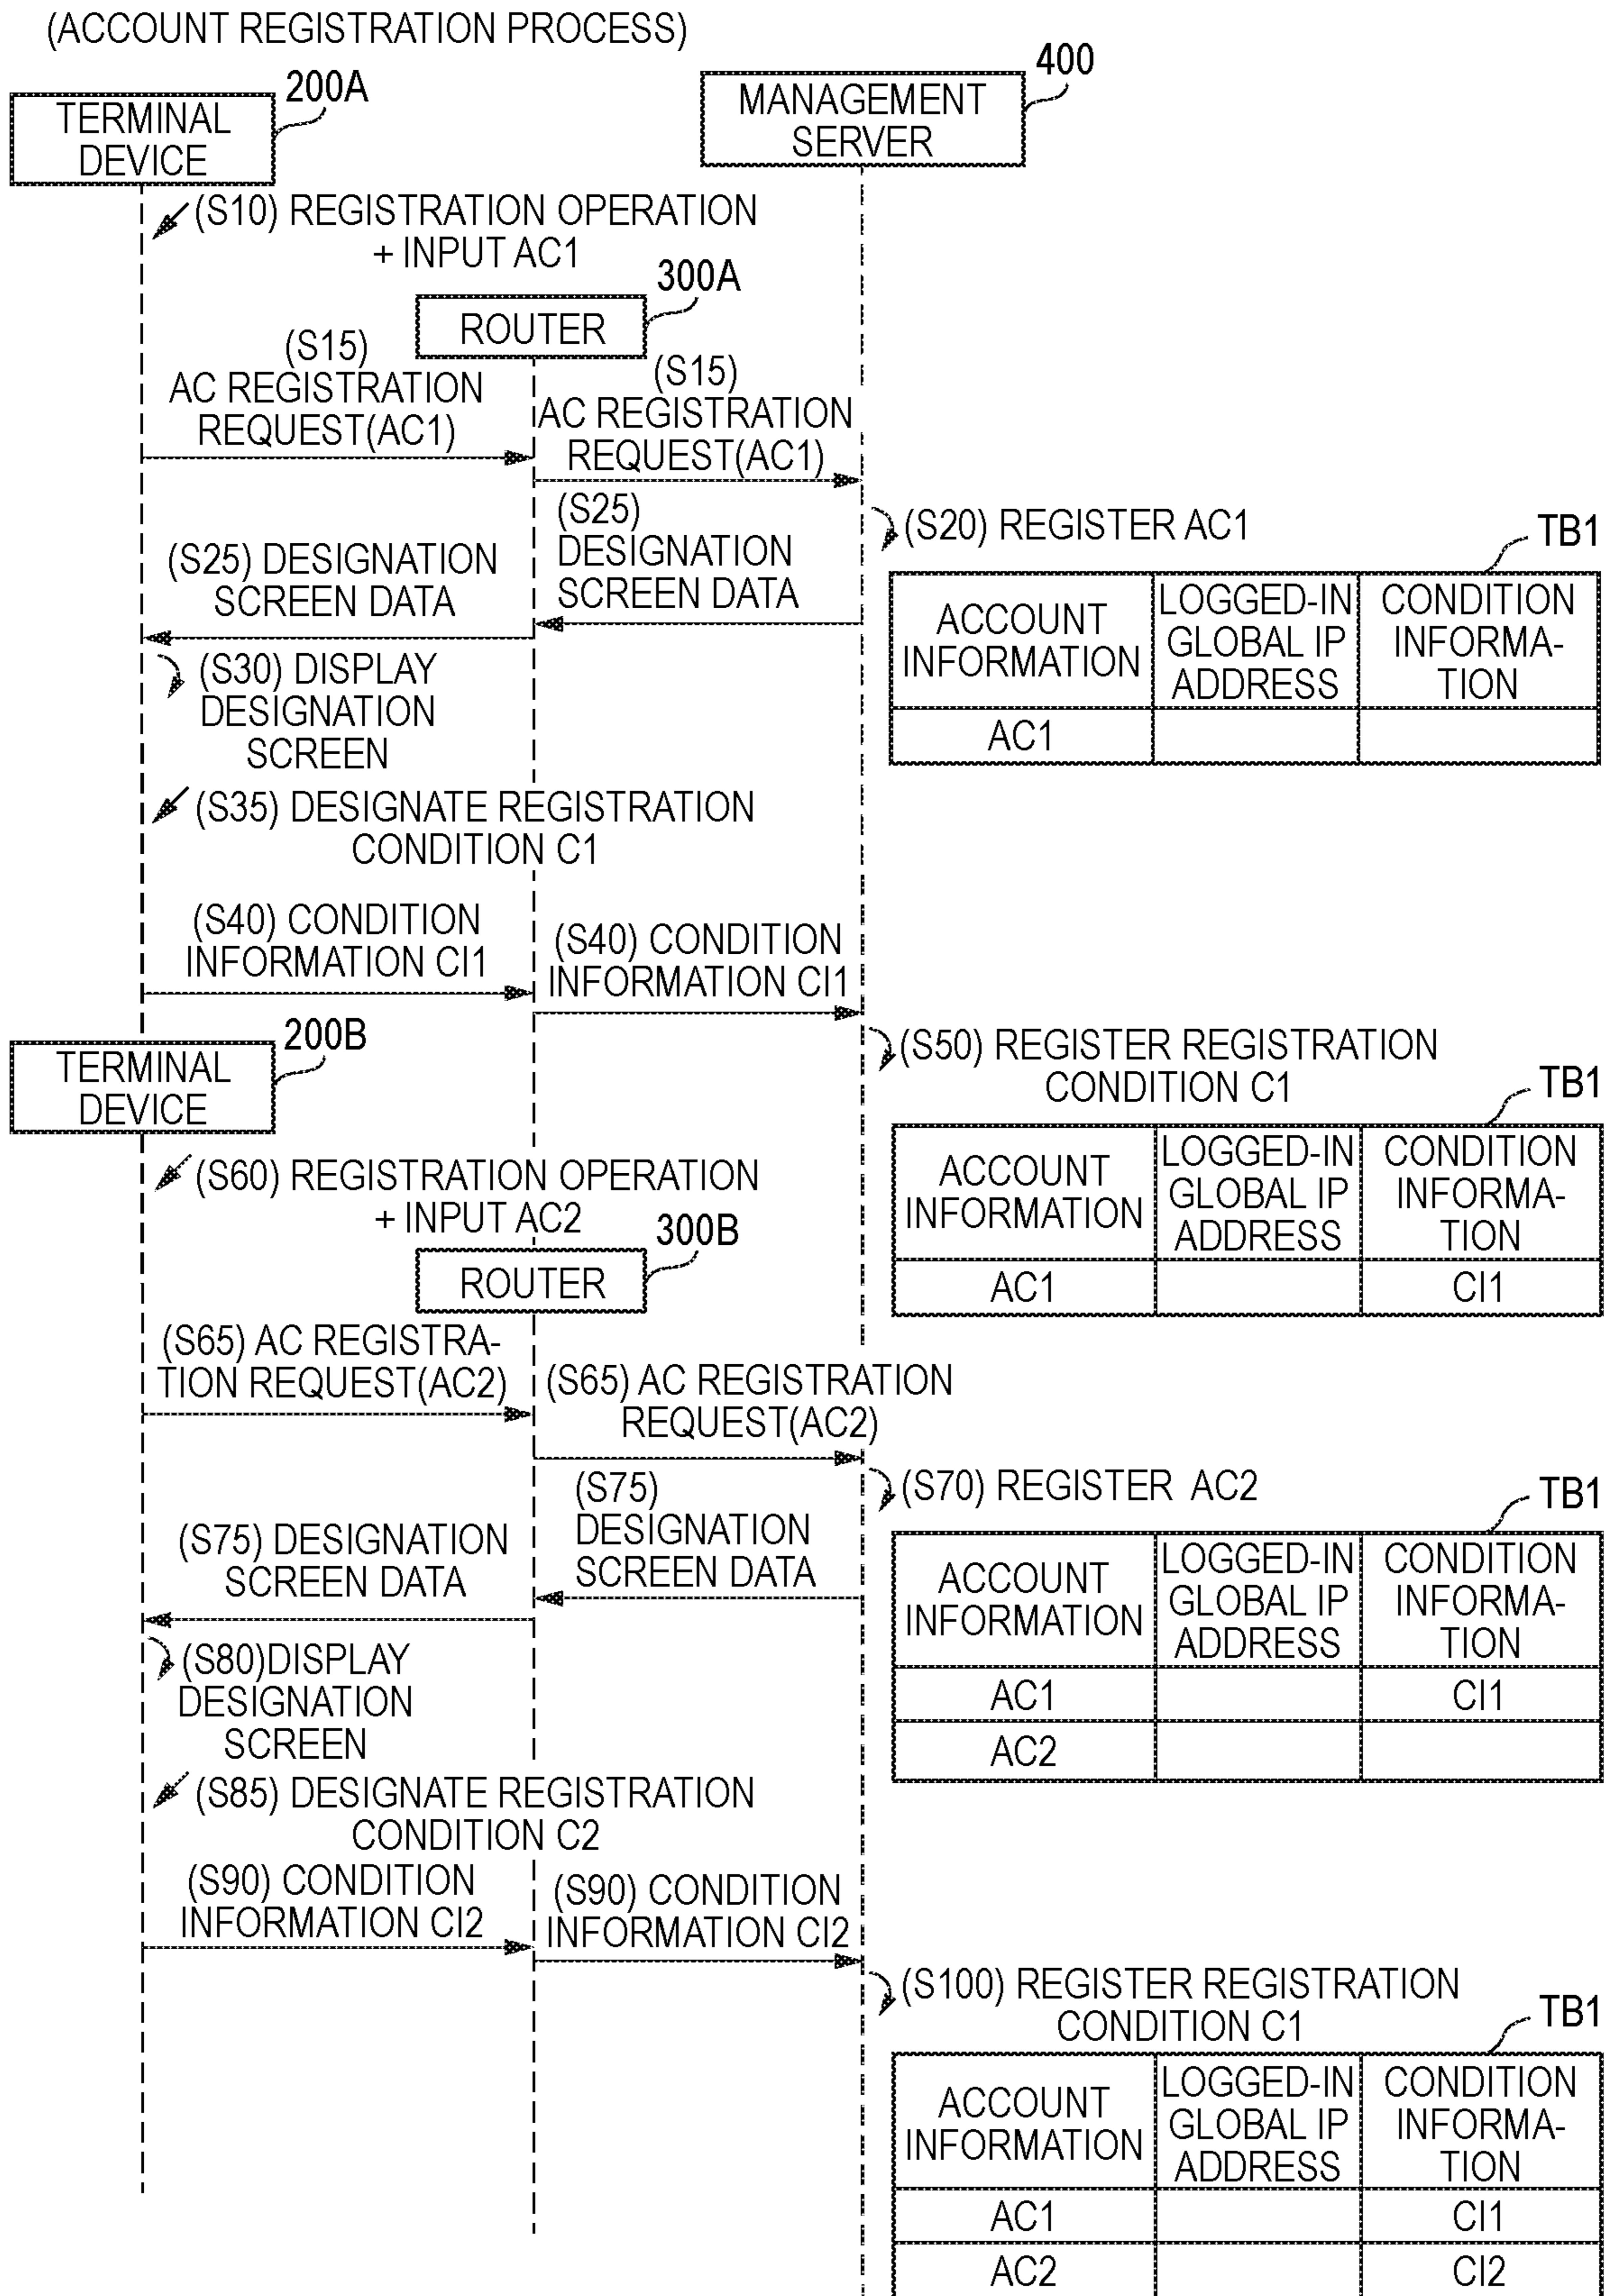 (ACCOUNT REGISTRATION PROCESS)
200A
400
TERMINAL
DEVICE
MANAGEMENT
SERVER
(S10) REGISTRATION OPERATION
+ INPUT AC1
300A
ROUTER
(S15)
AC REGISTRATION
REQUEST(AC1)
(S15)
AC REGISTRATION
REQUEST(AC1)
(S20) REGISTER AC1
TB1
(S25)
DESIGNATION
SCREEN DATA
(S25) DESIGNATION
SCREEN DATA
ACCOUNT
INFORMATION
LOGGED-IN
GLOBAL IP
ADDRESS
CONDITION
INFORMA-
TION
AC1
(S30) DISPLAY
DESIGNATION
SCREEN
(S35) DESIGNATE REGISTRATION
CONDITION C1
(S40) CONDITION
INFORMATION CI1
(S40) CONDITION
INFORMATION CI1
200B
TERMINAL
DEVICE
(S50) REGISTER REGISTRATION
CONDITION C1
TB1
ACCOUNT
INFORMATION
LOGGED-IN
GLOBAL IP
ADDRESS
CONDITION
INFORMA-
TION
AC1
CI1
(S60) REGISTRATION OPERATION
+ INPUT AC2
300B
ROUTER
(S65) AC REGISTRA-
TION REQUEST(AC2)
(S65) AC REGISTRATION
REQUEST(AC2)
(S70) REGISTER AC2
TB1
(S75)
DESIGNATION
SCREEN DATA
(S75) DESIGNATION
SCREEN DATA
ACCOUNT
INFORMATION
LOGGED-IN
GLOBAL IP
ADDRESS
CONDITION
INFORMA-
TION
AC1
CI1
AC2
(S80)DISPLAY
DESIGNATION
SCREEN
(S85) DESIGNATE REGISTRATION
CONDITION C2
(S90) CONDITION
INFORMATION CI2
(S90) CONDITION
INFORMATION CI2
(S100) REGISTER REGISTRATION
CONDITION C1
TB1
ACCOUNT
INFORMATION
LOGGED-IN
GLOBAL IP
ADDRESS
CONDITION
INFORMA-
TION
AC1
CI1
AC2
CI2